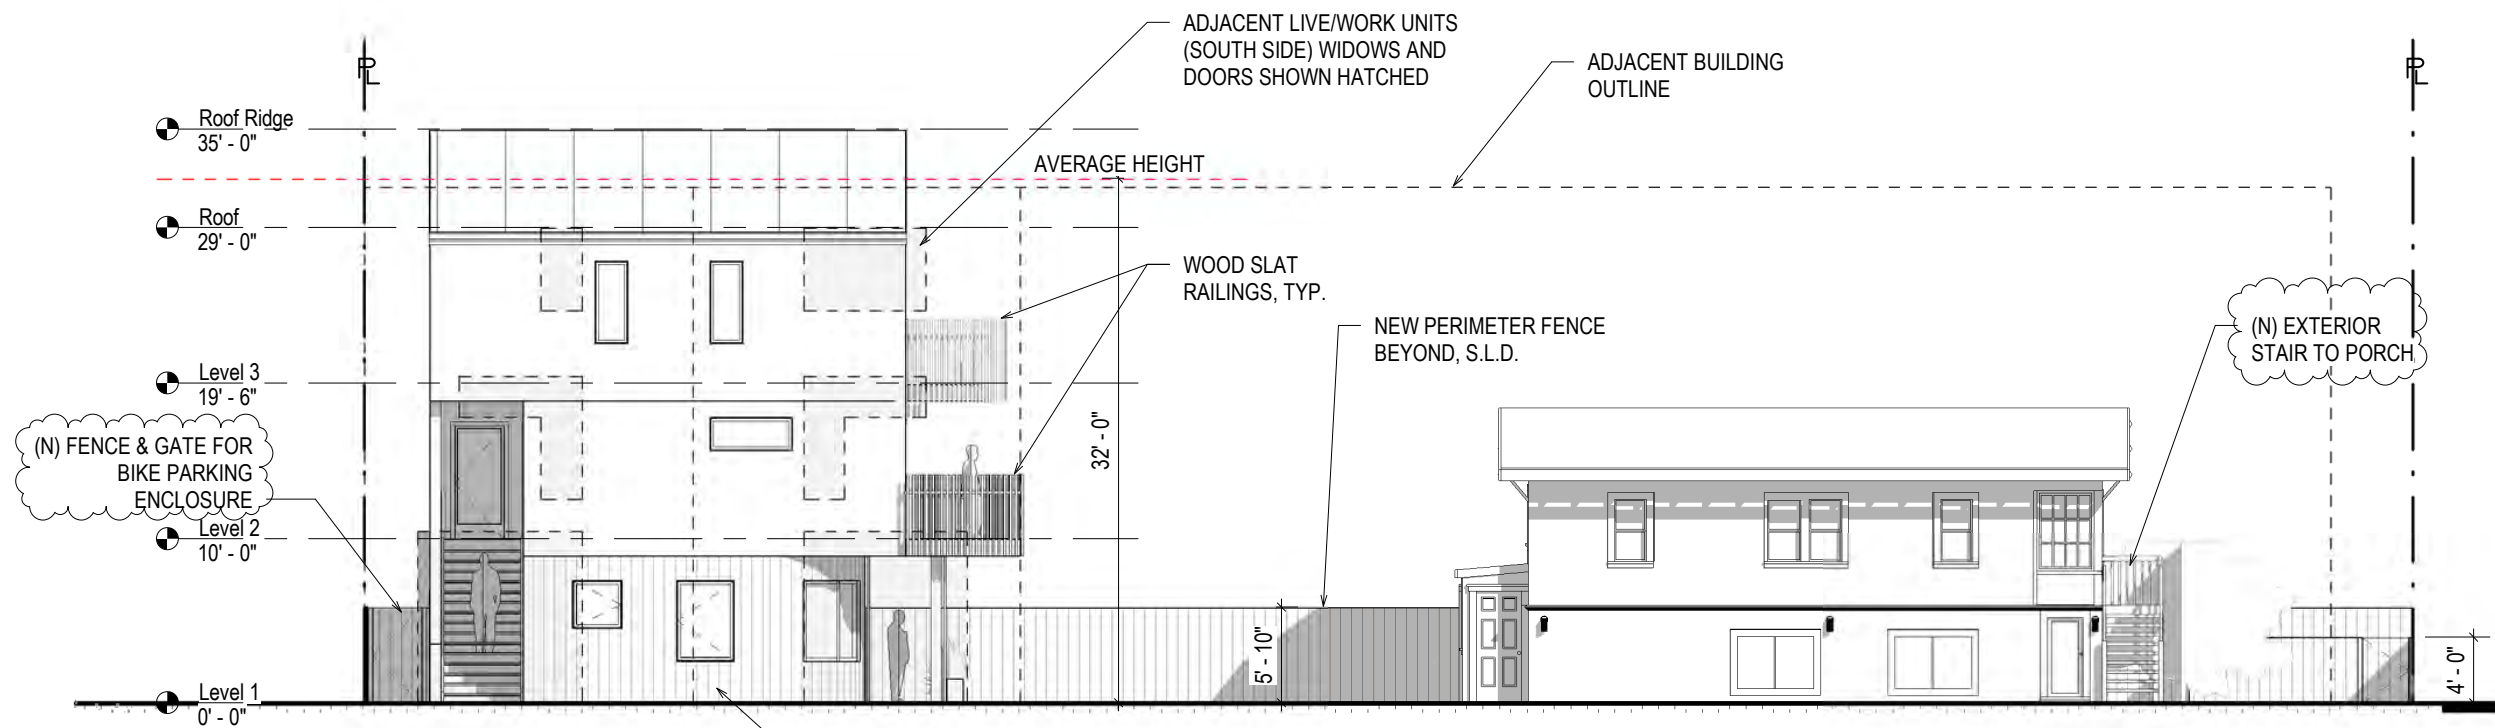 ADJACENT LIVE/WORK UNITS
(SOUTH SIDE) WIDOWS AND
DOORS SHOWN HATCHED
ADJACENT BUILDING
OUTLINE
PL
PL
Roof Ridge
35' - 0"
AVERAGE HEIGHT
Roof
29' - 0"
WOOD SLAT
RAILINGS, TYP.
NEW PERIMETER FENCE
BEYOND, S.L.D.
(N) EXTERIOR
STAIR TO PORCH
Level 3
19' - 6"
32' - 0"
(N) FENCE & GATE FOR
BIKE PARKING
ENCLOSURE
Level 2
10' - 0"
5' - 10"
4' - 0"
Level 1
0' - 0"